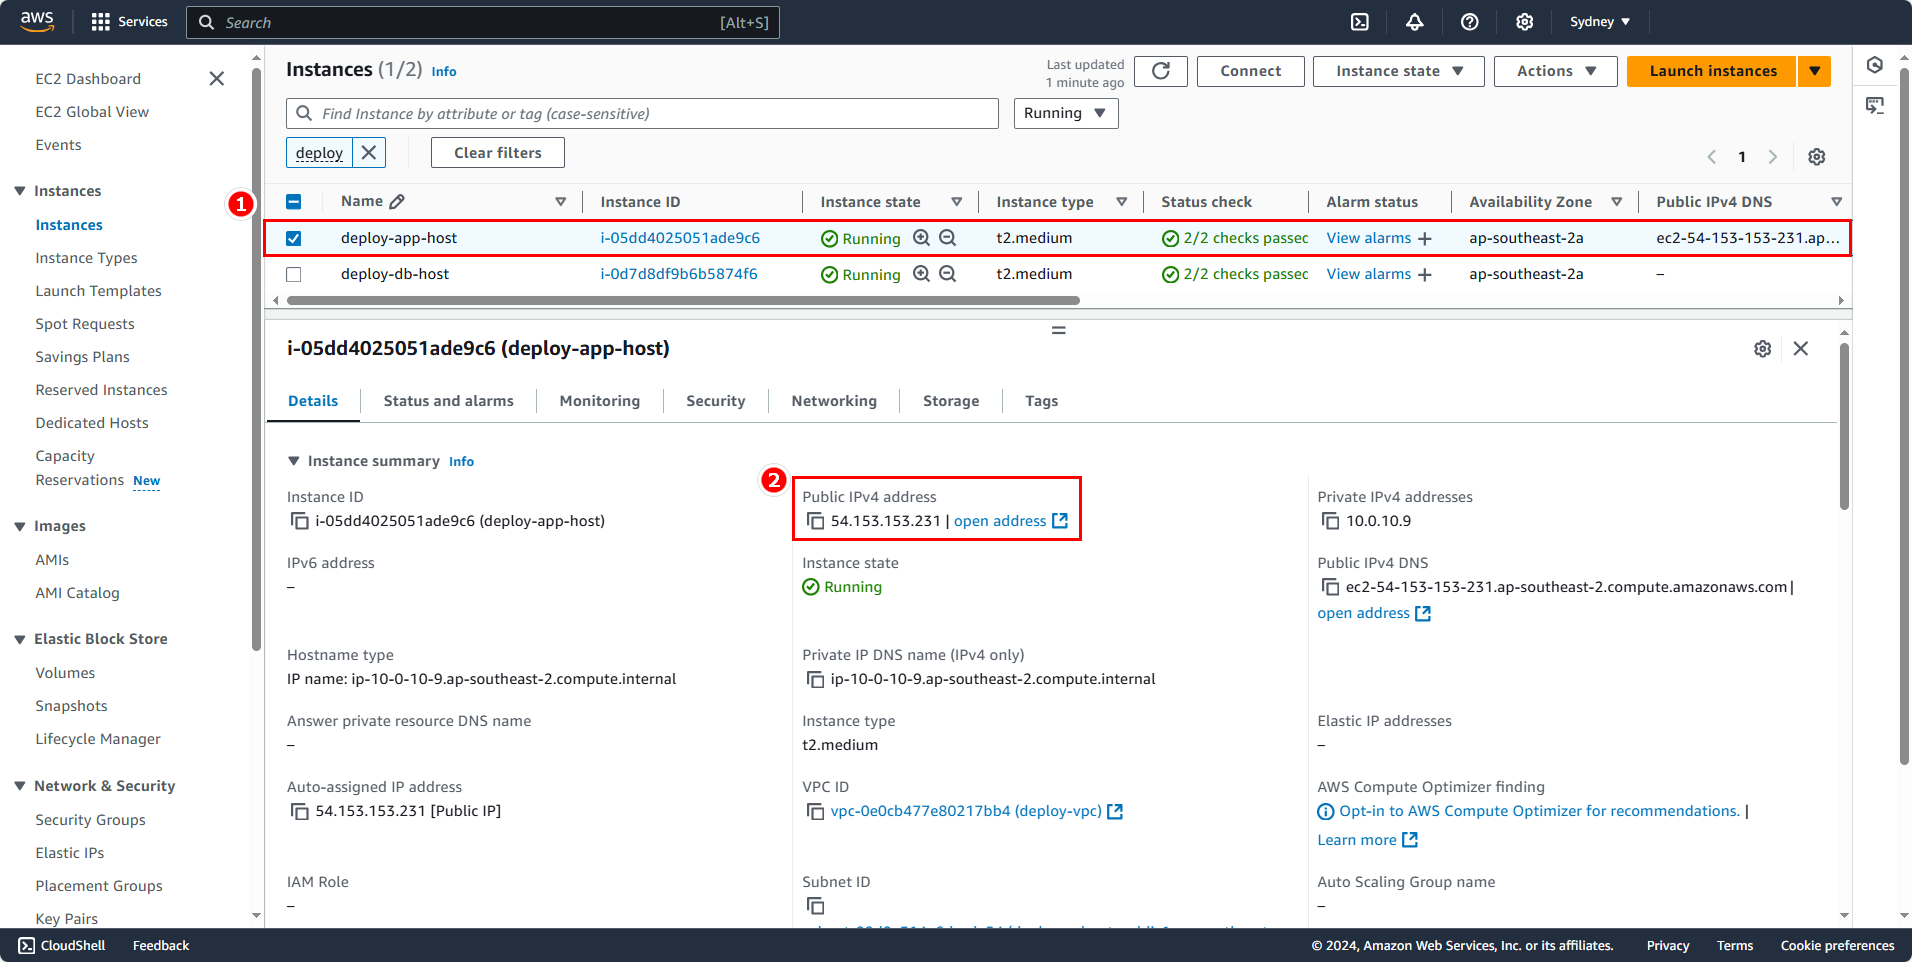 aws
Services
Search
[Alt+S]
Sydney
EC2 Dashboard
EC2 Global View
Events
Instances
Instances
Instance Types
Launch Templates
Spot Requests
Savings Plans
Reserved Instances
Dedicated Hosts
Capacity
Reservations New
Images
AMIs
AMI Catalog
Elastic Block Store
Volumes
Snapshots
Lifecycle Manager
Network & Security
Security Groups
Elastic IPs
Placement Groups
Key Pairs
Instances (1/2) Info
Last updated
1 minute ago
Connect
Instance state
Actions
Launch instances
Find Instance by attribute or tag (case-sensitive)
Running
deploy
Clear filters
1
1
Name Instance ID Instance state Instance type Status check Alarm status Availability Zone Public IPv4 DNS
deploy-app-host i-05dd4025051ade9c6 Running t2.medium 2/2 checks passed View alarms ap-southeast-2a ec2-54-153-153-231.ap...
deploy-db-host i-0d7d8df9b6b5874f6 Running t2.medium 2/2 checks passed View alarms ap-southeast-2a –
i-05dd4025051ade9c6 (deploy-app-host)
Details Status and alarms Monitoring Security Networking Storage Tags
Instance summary Info
2
Instance ID
i-05dd4025051ade9c6 (deploy-app-host)
Public IPv4 address
54.153.153.231 | open address
Private IPv4 addresses
10.0.10.9
IPv6 address
–
Instance state
Running
Public IPv4 DNS
ec2-54-153-153-231.ap-southeast-2.compute.amazonaws.com |
open address
Hostname type
IP name: ip-10-0-10-9.ap-southeast-2.compute.internal
Private IP DNS name (IPv4 only)
ip-10-0-10-9.ap-southeast-2.compute.internal
Answer private resource DNS name
–
Instance type
t2.medium
Elastic IP addresses
–
Auto-assigned IP address
54.153.153.231 [Public IP]
VPC ID
vpc-0e0cb477e80217bb4 (deploy-vpc)
AWS Compute Optimizer finding
Opt-in to AWS Compute Optimizer for recommendations. |
Learn more
IAM Role
–
Subnet ID
Auto Scaling Group name
–
CloudShell
Feedback
© 2024, Amazon Web Services, Inc. or its affiliates.
Privacy
Terms
Cookie preferences